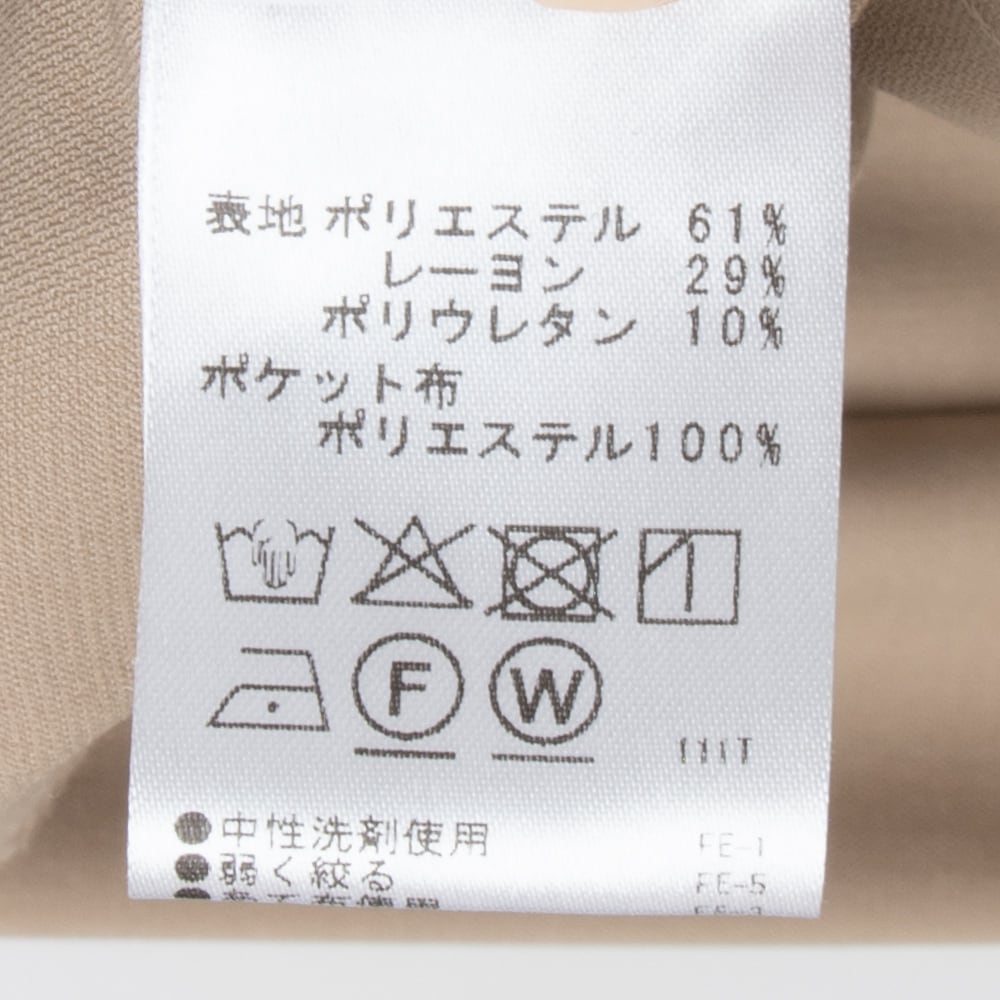 表地 ポリエステル 61%
レーヨン 29%
ポリウレタン 10%
ポケット布
ポリエステル100%
F W
●中性洗剤使用
FE-1
●弱く絞る
FE-5